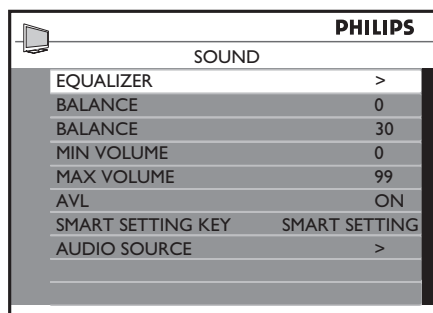 PHILIPS
SOUND
EQUALIZER >
BALANCE 0
BALANCE 30
MIN VOLUME 0
MAX VOLUME 99
AVL ON
SMART SETTING KEY SMART SETTING
AUDIO SOURCE >